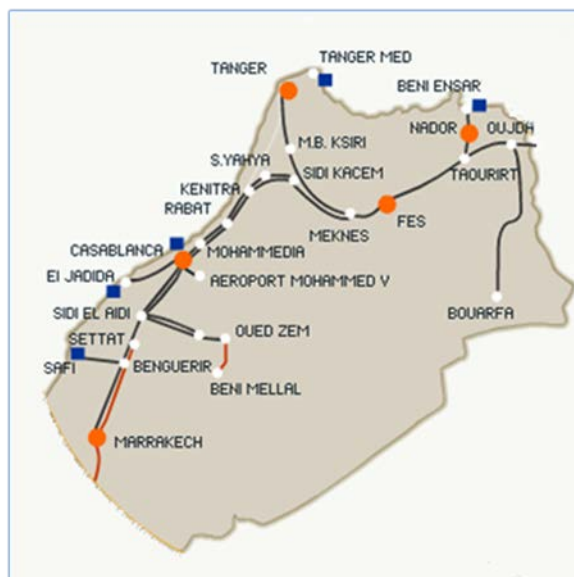 TANGER MED
TANGER
BENI ENSAR
NADOR
OUJDA
M.B. KSIRI
S.YAHYA
SIDI KACEM
TAOURIRT
KENITRA
RABAT
FES
MEKNES
CASABLANCA
MOHAMMEDIA
El JADIDA
AEROPORT MOHAMMED V
BOUARFA
SIDI EL AIDI
OUED ZEM
SETTAT
SAFI
BENGUERIR
BENI MELLAL
MARRAKECH